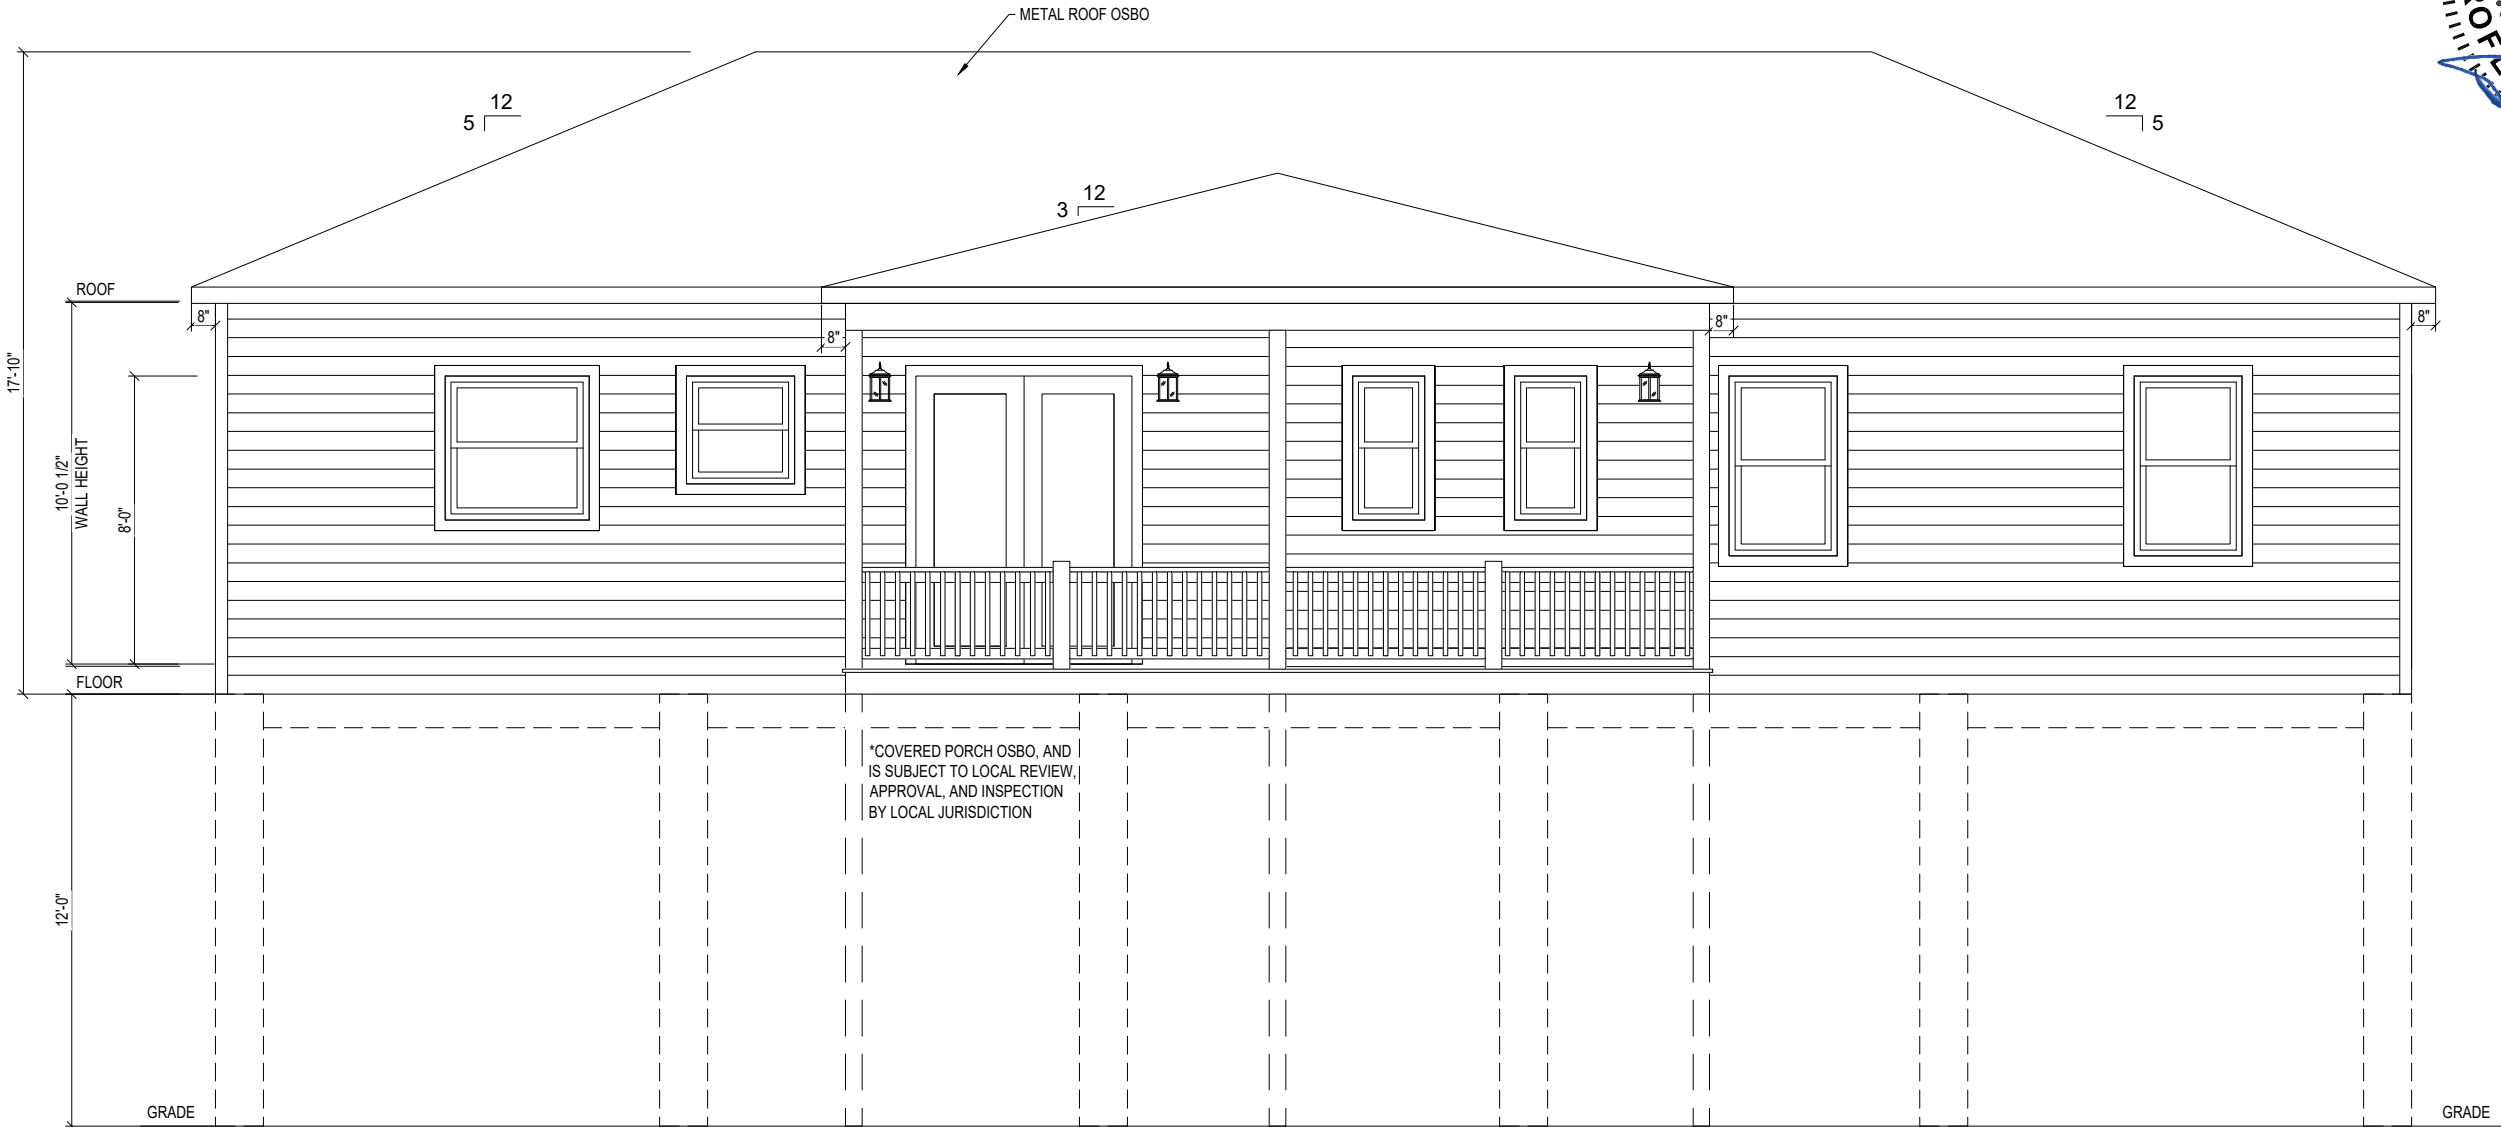 METAL ROOF OSBO
12
5
12
5
12
3
ROOF
8"
8"
8"
8"
17'-10"
10'-0 1/2"
WALL HEIGHT
8'-0"
FLOOR
*COVERED PORCH OSBO, AND
IS SUBJECT TO LOCAL REVIEW,
APPROVAL, AND INSPECTION
BY LOCAL JURISDICTION
12'-0"
GRADE
GRADE